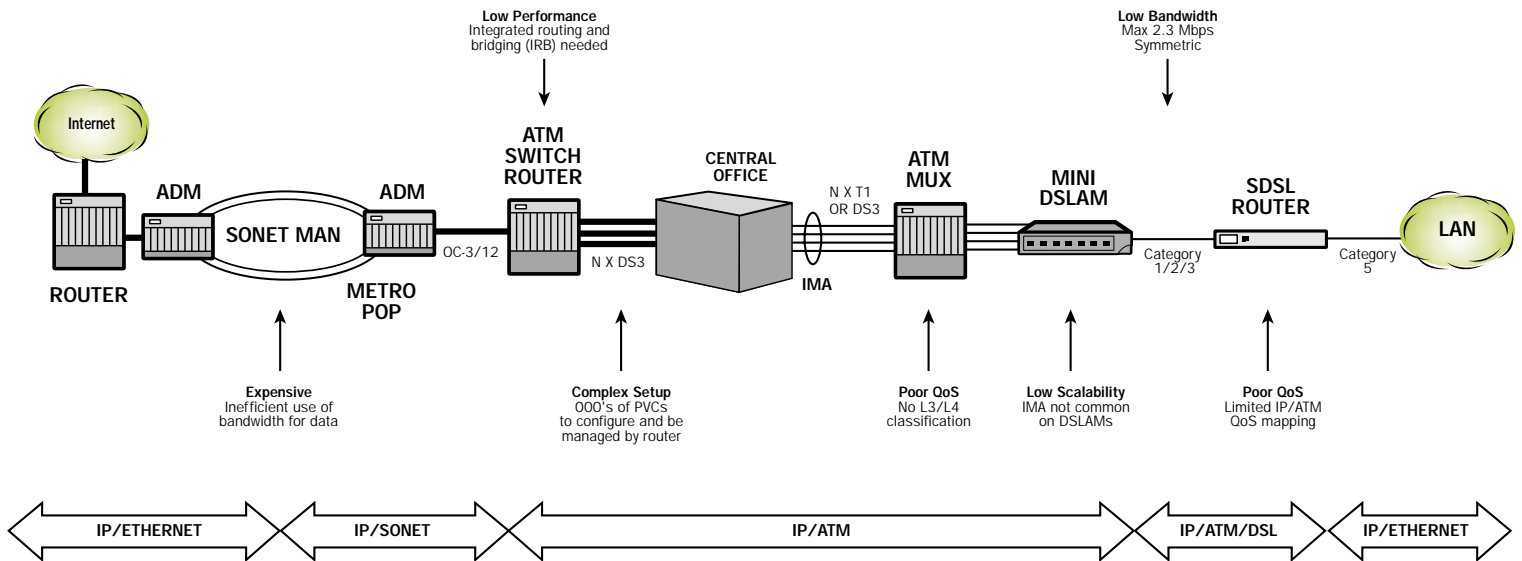 Low Performance
Integrated routing and
bridging (IRB) needed
Low Bandwidth
Max 2.3 Mbps
Symmetric
Internet
ROUTER
ADM
SONET MAN
ADM
METRO
POP
OC-3/12
ATM
SWITCH
ROUTER
N X DS3
CENTRAL
OFFICE
N X T1
OR DS3
IMA
ATM
MUX
MINI
DSLAM
Category
1/2/3
SDSL
ROUTER
Category
5
LAN
Expensive
Inefficient use of
bandwidth for data
Complex Setup
000's of PVCs
to configure and be
managed by router
Poor QoS
No L3/L4
classification
Low Scalability
IMA not common
on DSLAMs
Poor QoS
Limited IP/ATM
QoS mapping
IP/ETHERNET
IP/SONET
IP/ATM
IP/ATM/DSL
IP/ETHERNET